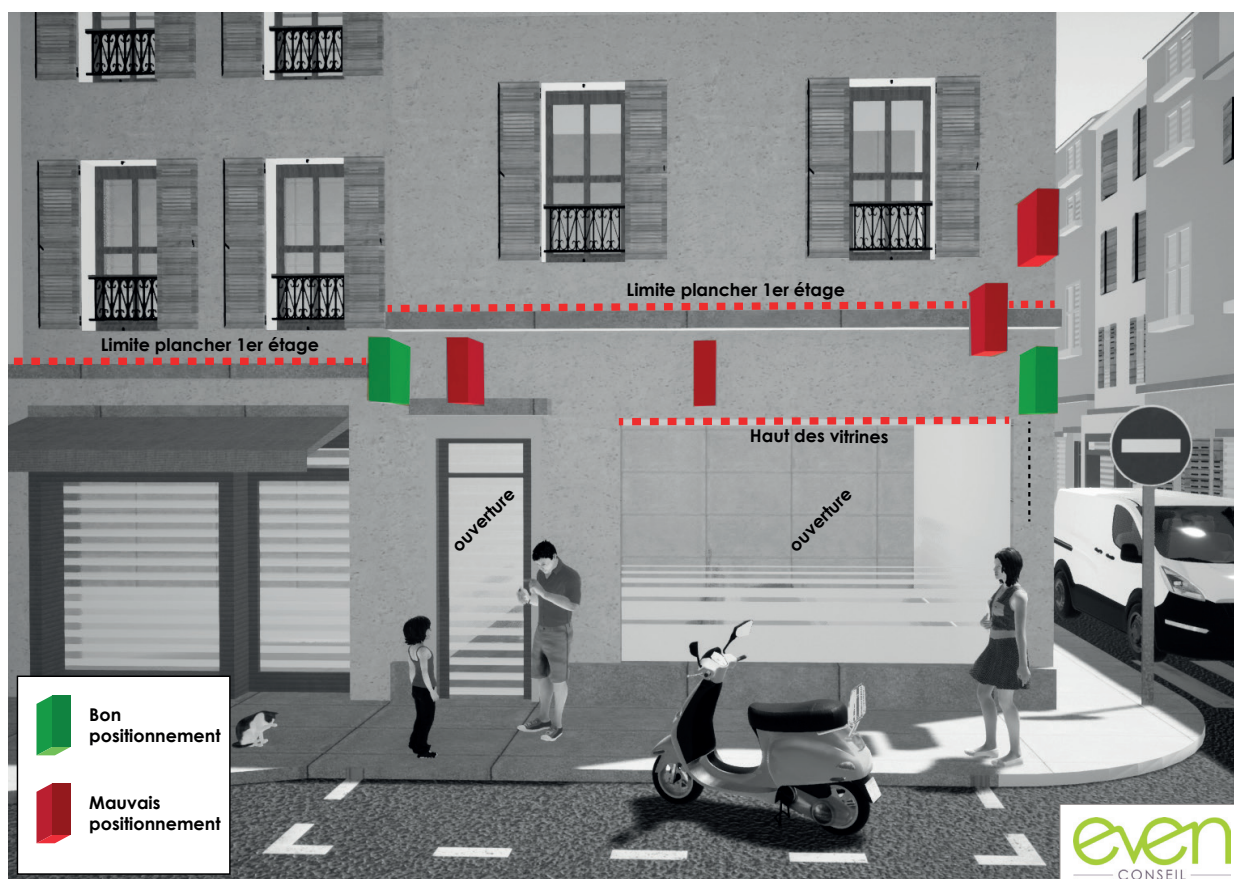 Limite plancher 1er étage
Limite plancher 1er étage
Haut des vitrines
ouverture
ouverture
Bon
positionnement
Mauvais
positionnement
even
CONSEIL